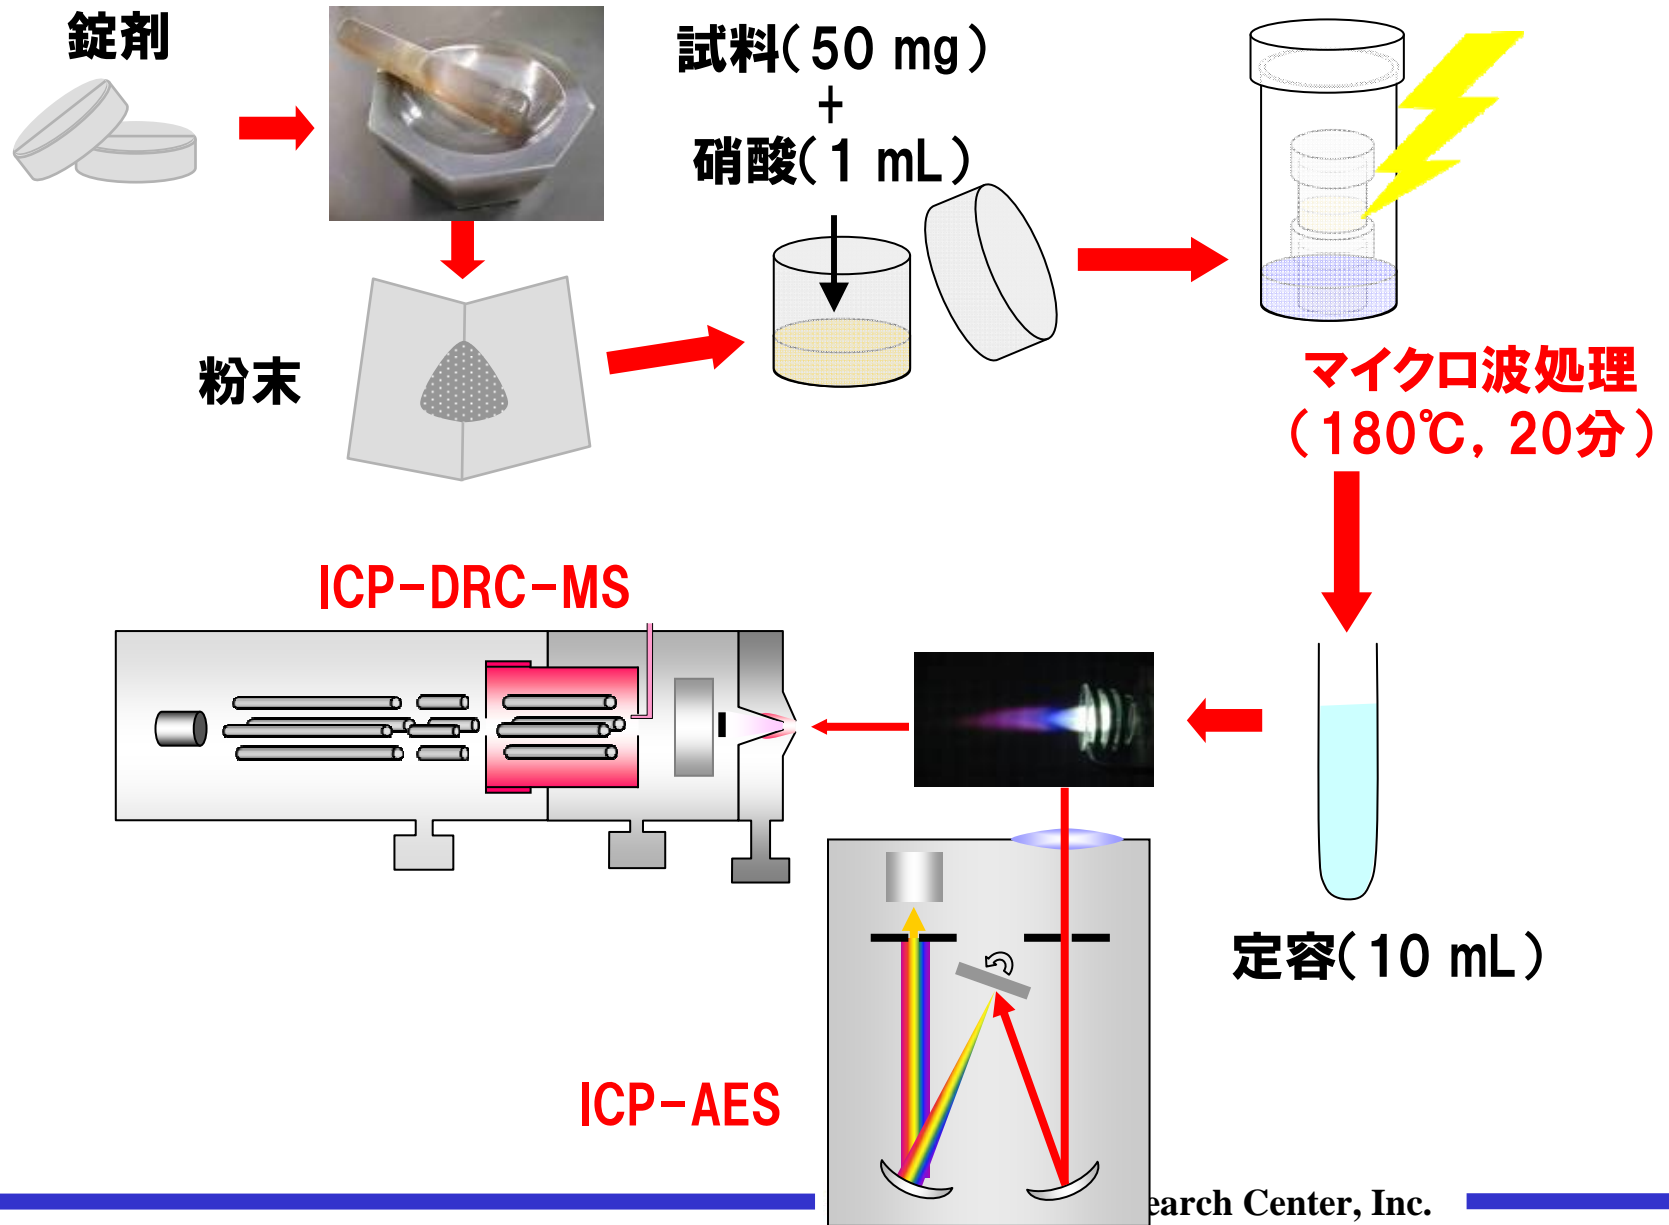 錠剤
試料(50 mg)
+
硝酸(1 mL)
粉末
マイクロ波処理
(180℃, 20分)
ICP-DRC-MS
定容(10 mL)
ICP-AES
Center, Inc.